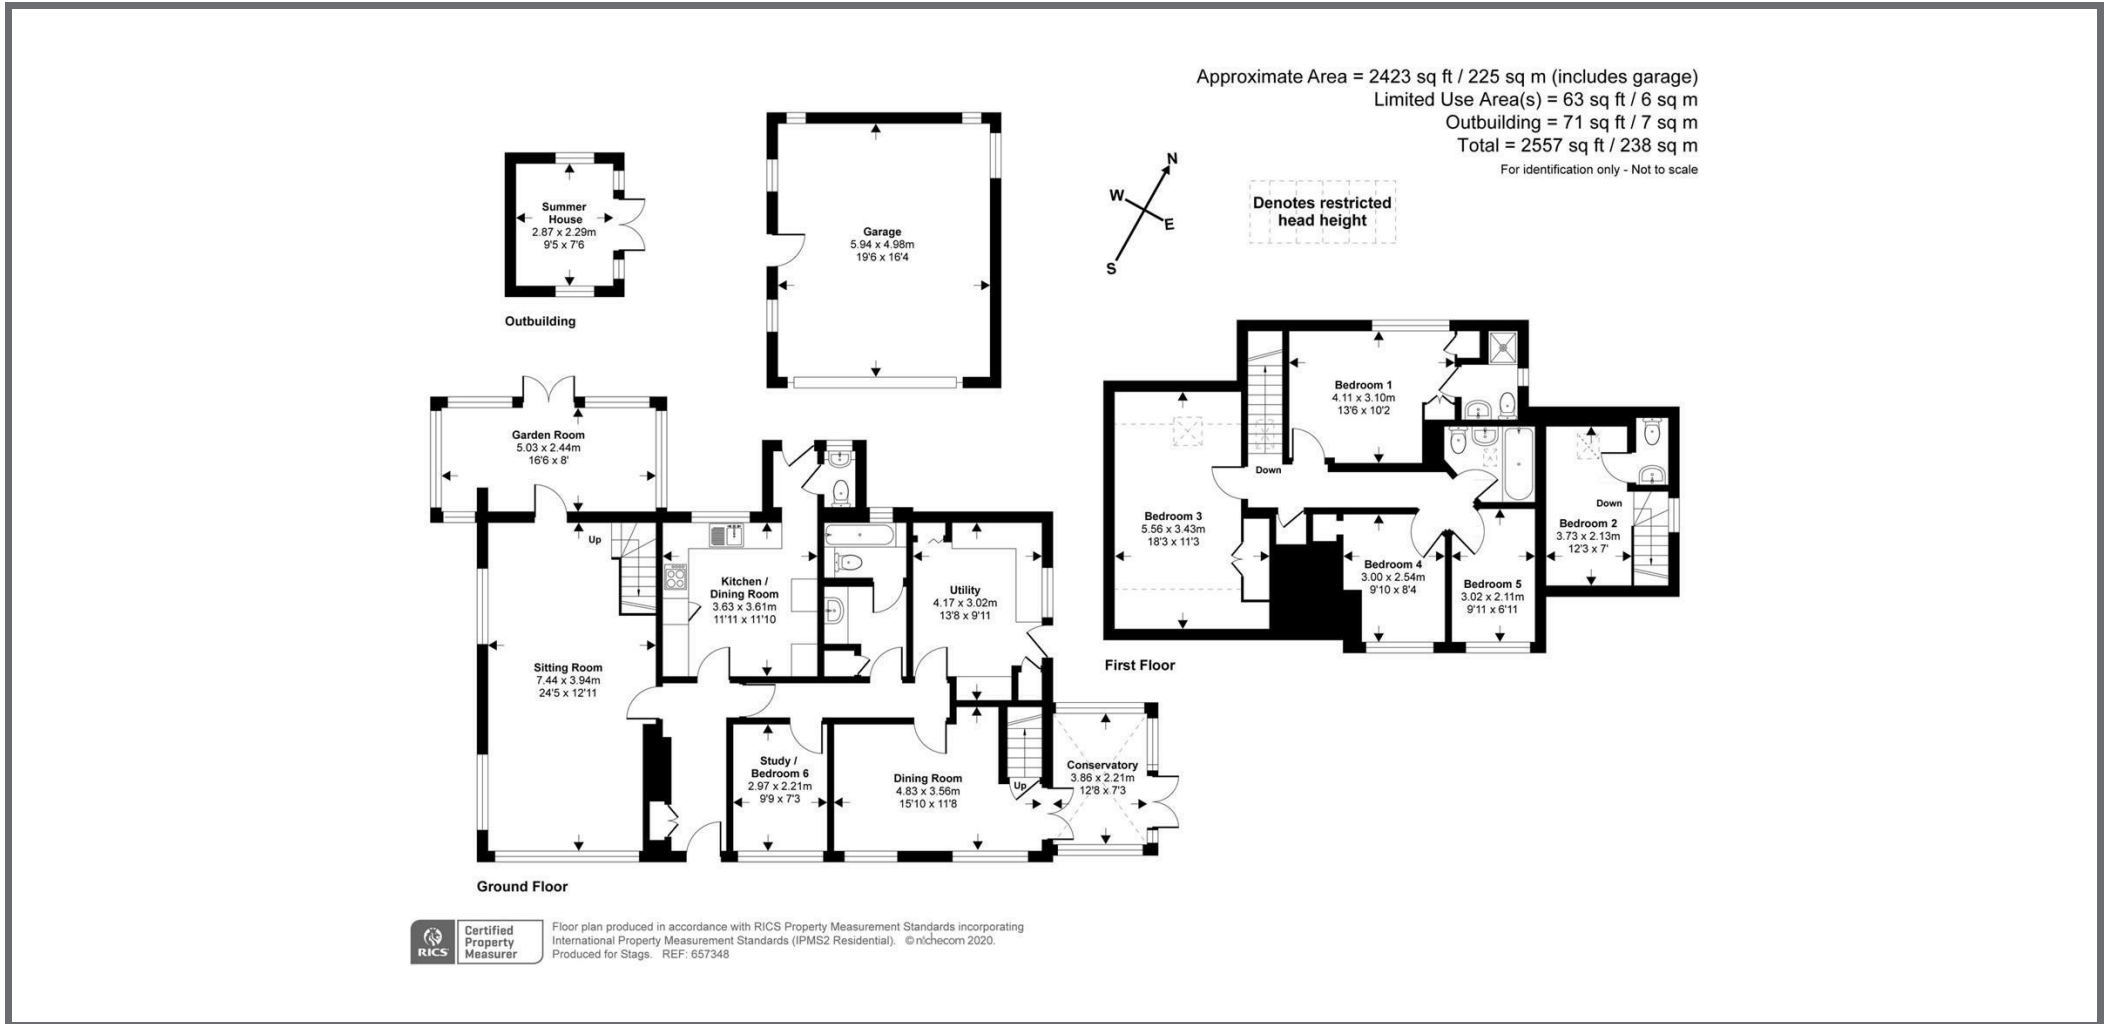 Approximate Area = 2423 sq ft / 225 sq m (includes garage)
Limited Use Area(s) = 63 sq ft / 6 sq m
Outbuilding = 71 sq ft / 7 sq m
Total = 2557 sq ft / 238 sq m
For identification only - Not to scale
N
W
E
S
Denotes restricted
head height
Summer
House
2.87 x 2.29m
9'5 x 7'6
Outbuilding
Garage
5.94 x 4.98m
19'6 x 16'4
Garden Room
5.03 x 2.44m
16'6 x 8'
Up
Kitchen /
Dining Room
3.63 x 3.61m
11'11 x 11'10
Utility
4.17 x 3.02m
13'8 x 9'11
Sitting Room
7.44 x 3.94m
24'5 x 12'11
Study /
Bedroom 6
2.97 x 2.21m
9'9 x 7'3
Dining Room
4.83 x 3.56m
15'10 x 11'8
Up
Conservatory
3.86 x 2.21m
12'8 x 7'3
Ground Floor
Bedroom 1
4.11 x 3.10m
13'6 x 10'2
Down
Bedroom 3
5.56 x 3.43m
18'3 x 11'3
Bedroom 4
3.00 x 2.54m
9'10 x 8'4
Bedroom 5
3.02 x 2.11m
9'11 x 6'11
Down
Bedroom 2
3.73 x 2.13m
12'3 x 7'
First Floor
RICS
Certified
Property
Measurer
Floor plan produced in accordance with RICS Property Measurement Standards incorporating
International Property Measurement Standards (IPMS2 Residential). © nichecom 2020.
Produced for Stags. REF: 657348